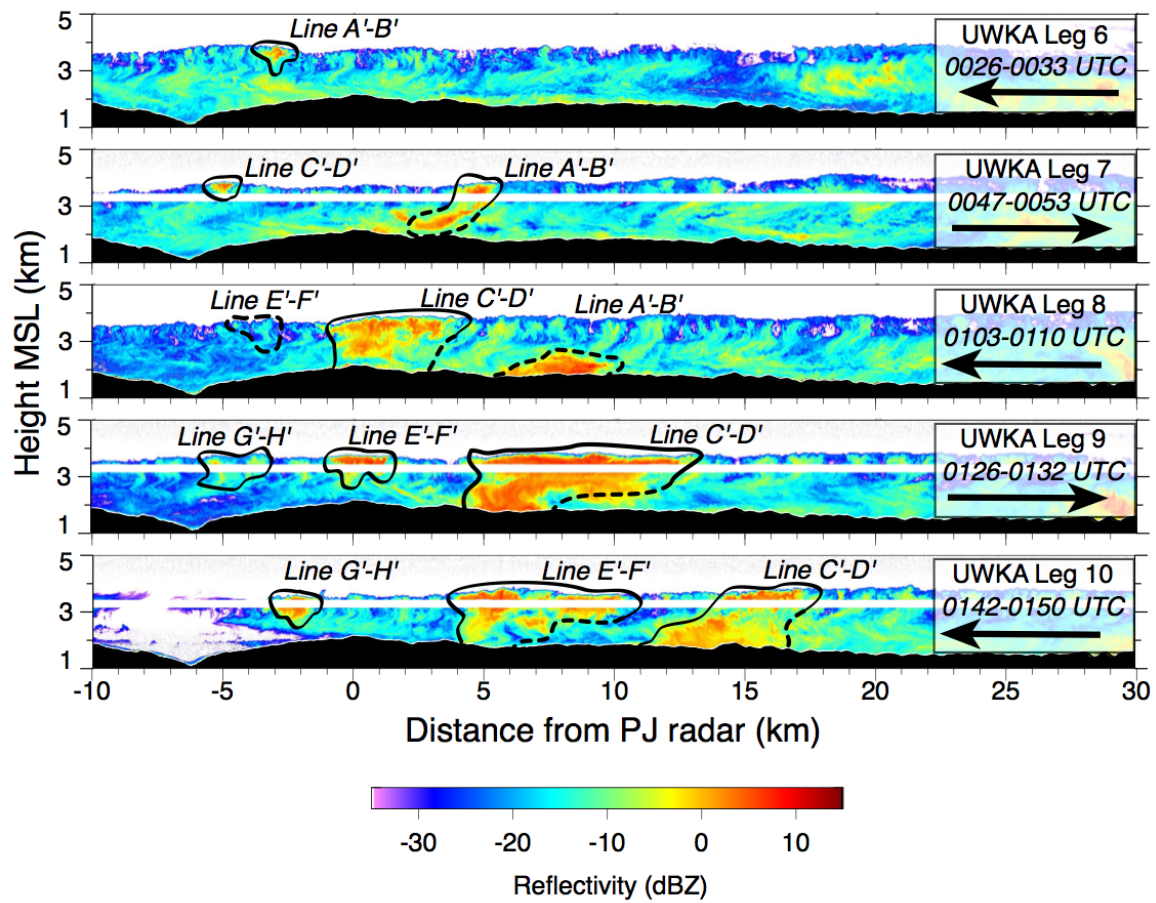 5
3
1
Line A'-B'
UWKA Leg 6
0026-0033 UTC
5
3
1
Line C'-D'
Line A'-B'
UWKA Leg 7
0047-0053 UTC
Height MSL (km)
5
3
1
Line E'-F'
Line C'-D'
Line A'-B'
UWKA Leg 8
0103-0110 UTC
5
3
1
Line G'-H'
Line E'-F'
Line C'-D'
UWKA Leg 9
0126-0132 UTC
5
3
1
Line G'-H'
Line E'-F'
Line C'-D'
UWKA Leg 10
0142-0150 UTC
-10 -5 0 5 10 15 20 25 30
Distance from PJ radar (km)
-30 -20 -10 0 10
Reflectivity (dBZ)